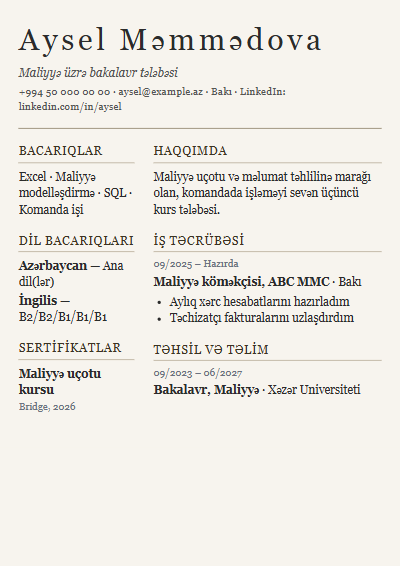 Aysel Məmmədova
Maliyyə üzrə bakalavr tələbəsi
+994 50 000 00 00 · aysel@example.az · Bakı · LinkedIn:
linkedin.com/in/aysel
BACARIQLAR
Excel · Maliyyə
modelləşdirmə · SQL ·
Komanda işi
DİL BACARIQLARI
Azərbaycan — Ana
dil(lər)
İngilis —
B2/B2/B1/B1/B1
SERTİFİKATLAR
Maliyyə uçotu
kursu
Bridge, 2026
HAQQIMDA
Maliyyə uçotu və məlumat təhlilinə marağı
olan, komandada işləməyi sevən üçüncü
kurs tələbəsi.
İŞ TƏCRÜBƏSİ
09/2025 – Hazırda
Maliyyə köməkçisi, ABC MMC · Bakı
• Aylıq xərc hesabatlarını hazırladım
• Təchizatçı fakturalarını uzlaşdırdım
TƏHSİL VƏ TƏLİM
09/2023 – 06/2027
Bakalavr, Maliyyə · Xəzər Universiteti